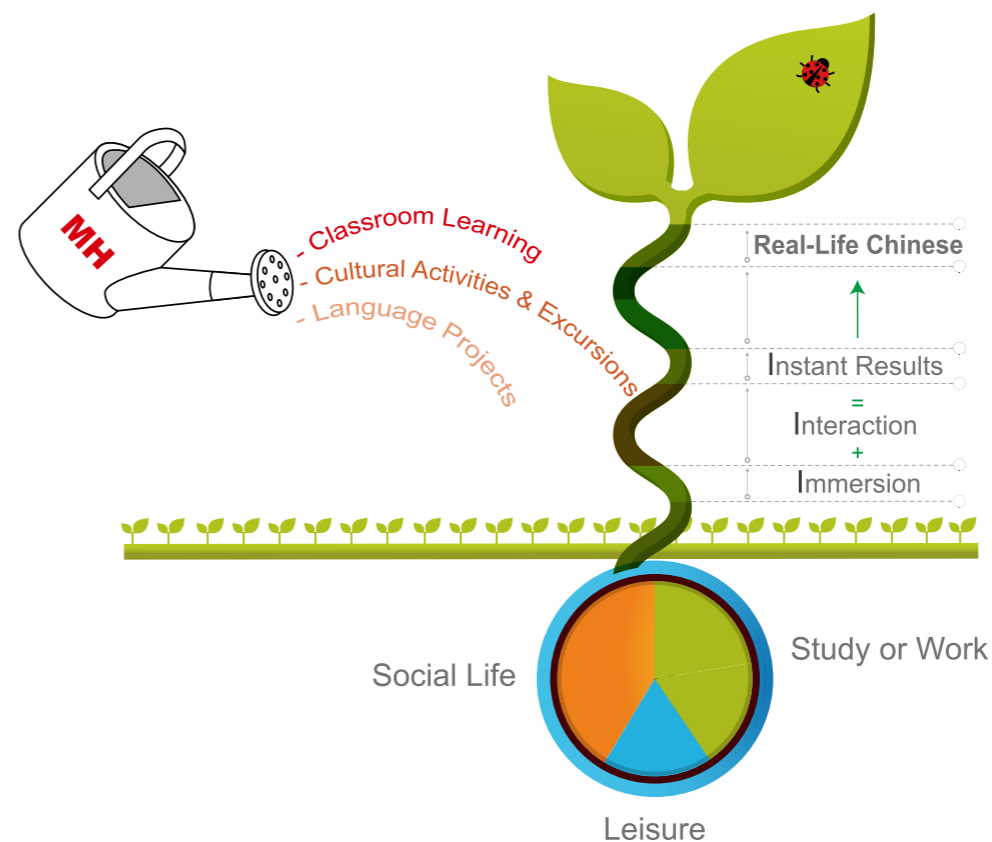 MH
- Classroom Learning
- Cultural Activities & Excursions
- Language Projects
Real-Life Chinese
Instant Results
=
Interaction
+
Immersion
Social Life
Study or Work
Leisure